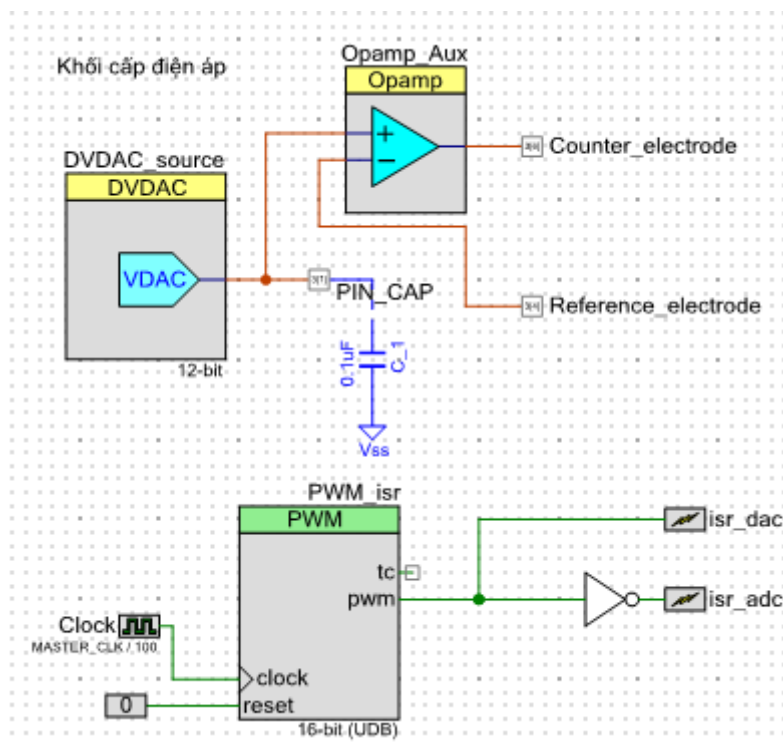 Opamp_Aux
Khối cấp điện áp
Opamp
+
−
Counter_electrode
DVDAC_source
DVDAC
VDAC
PIN_CAP
Reference_electrode
12-bit
0.1uF
C_1
Vss
PWM_isr
PWM
isr_dac
tc
pwm
isr_adc
Clock
MASTER_CLK / 100
clock
0
reset
16-bit (UDB)